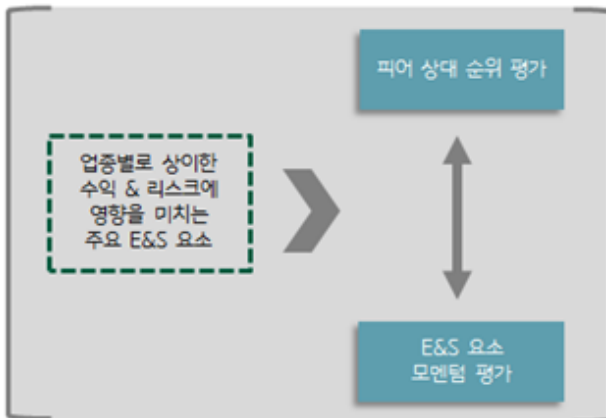 피어 상대 순위 평가
업종별로 상이한
수익 & 리스크에
영향을 미치는
주요 E&S 요소
E&S 요소
모멘텀 평가